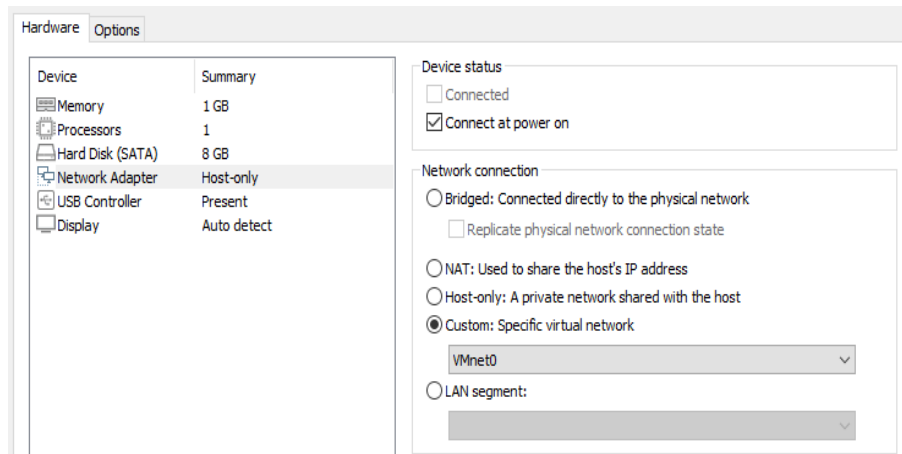 Hardware Options
Device Summary
Memory 1 GB
Processors 1
Hard Disk (SATA) 8 GB
Network Adapter Host-only
USB Controller Present
Display Auto detect
Device status
Connected
Connect at power on
Network connection
Bridged: Connected directly to the physical network
Replicate physical network connection state
NAT: Used to share the host's IP address
Host-only: A private network shared with the host
Custom: Specific virtual network
VMnet0
LAN segment: